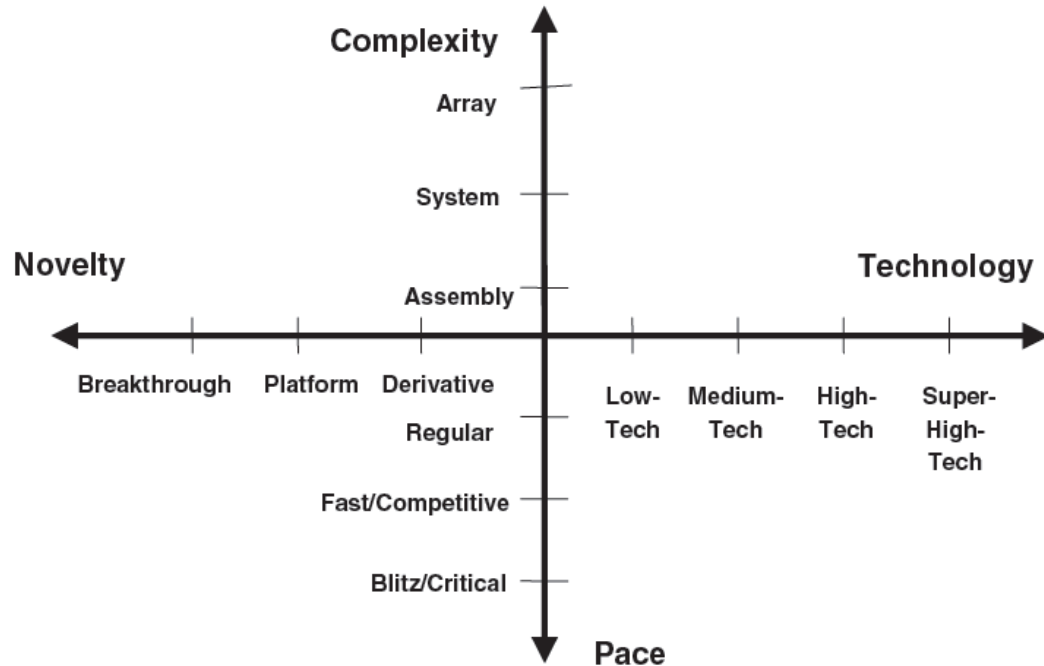 Complexity
Array
System
Novelty
Technology
Assembly
Breakthrough Platform Derivative
Low-
Tech
Medium-
Tech
High-
Tech
Super-
High-
Tech
Regular
Fast/Competitive
Blitz/Critical
Pace